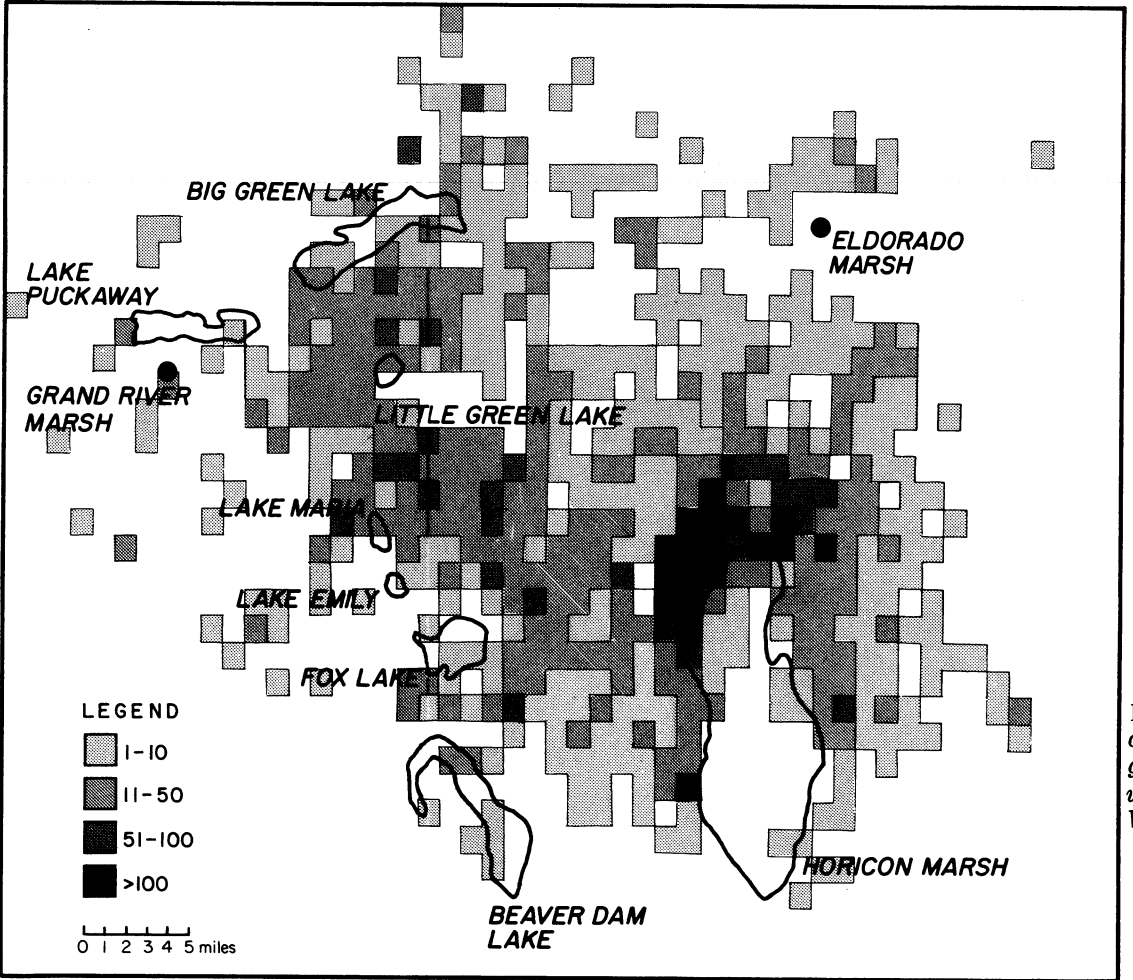 BIG GREEN LAKE
ELDORADO
MARSH
LAKE
PUCKAWAY
GRAND RIVER
MARSH
LITTLE GREEN LAKE
LAKE MARIA
LAKE EMILY
FOX LAKE
LEGEND
1-10
11-50
51-100
>100
0 1 2 3 4 5 miles
HORICON MARSH
BEAVER DAM
LAKE